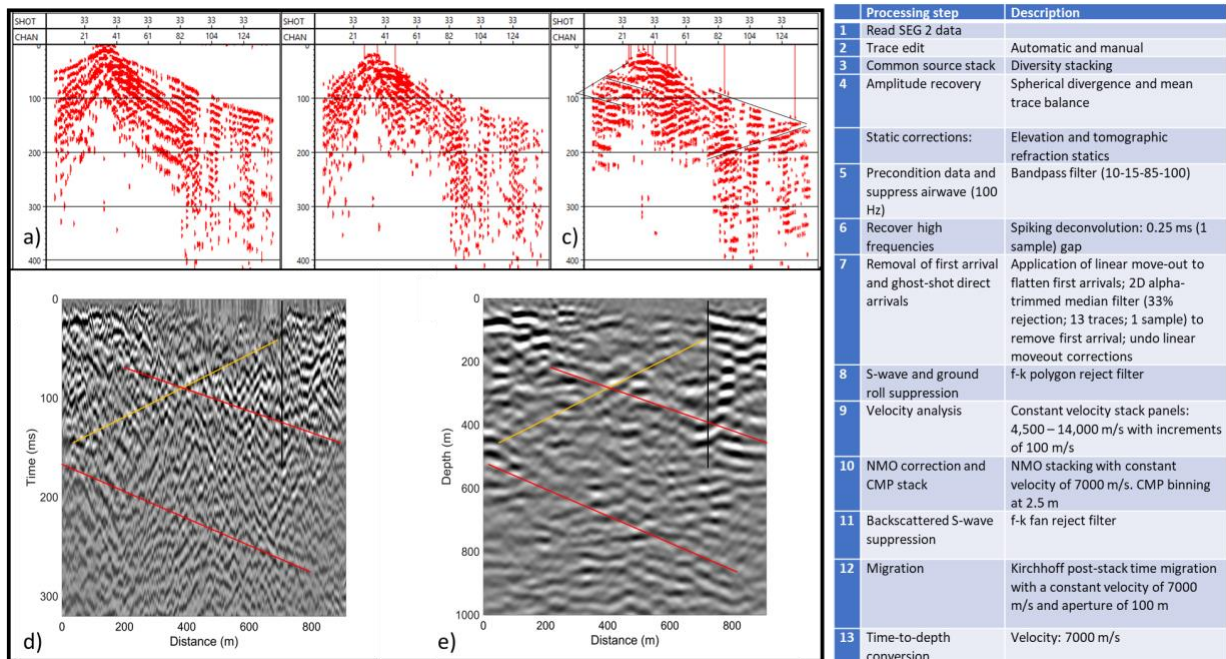 SHOT 33 33 33 33 33 33
CHAN 21 41 61 82 104 124
SHOT 33 33 33 33 33 33
CHAN 21 41 61 82 104 124
SHOT 33 33 33 33 33 33
CHAN 21 41 61 82 104 124
0
100
200
300
400
a)
0
100
200
300
400
b)
0
100
200
300
400
c)
Time (ms)
0
100
200
300
0 200 400 600 800
Distance (m)
d)
Depth (m)
0
200
400
600
800
1000
0 200 400 600 800
Distance (m)
e)
Processing step Description
1 Read SEG 2 data
2 Trace edit Automatic and manual
3 Common source stack Diversity stacking
4 Amplitude recovery Spherical divergence and mean
trace balance
Static corrections: Elevation and tomographic
refraction statics
5 Precondition data and Bandpass filter (10-15-85-100)
suppress airwave (100
Hz)
6 Recover high Spiking deconvolution: 0.25 ms (1
frequencies sample) gap
7 Removal of first arrival Application of linear move-out to
and ghost-shot direct flatten first arrivals; 2D alpha-
arrivals trimmed median filter (33%
rejection; 13 traces; 1 sample) to
remove first arrival; undo linear
moveout corrections
8 S-wave and ground f-k polygon reject filter
roll suppression
9 Velocity analysis Constant velocity stack panels:
4,500 – 14,000 m/s with increments
of 100 m/s
10 NMO correction and NMO stacking with constant
CMP stack velocity of 7000 m/s. CMP binning
at 2.5 m
11 Backscattered S-wave f-k fan reject filter
suppression
12 Migration Kirchhoff post-stack time migration
with a constant velocity of 7000
m/s and aperture of 100 m
13 Time-to-depth Velocity: 7000 m/s
conversion